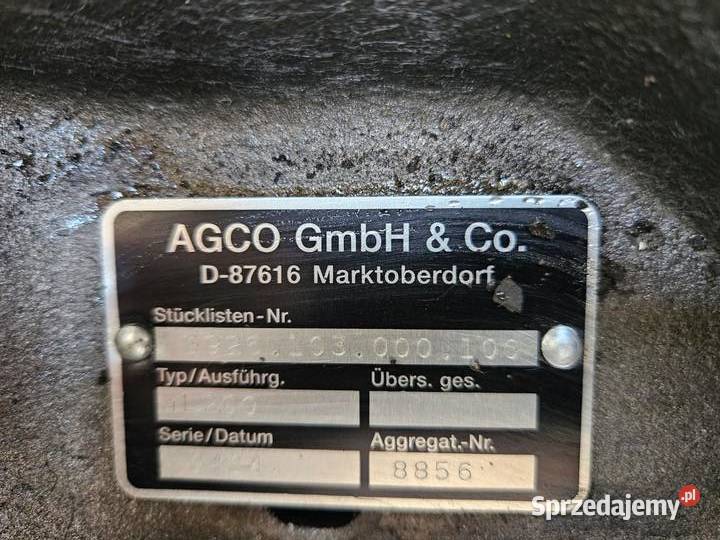 AGCO GmbH & Co.
D-87616 Marktoberdorf
Stücklisten-Nr.
Typ/Ausführg. Übers. ges.
Serie/Datum Aggregat.-Nr.
8856
Sprzedajemy.pl